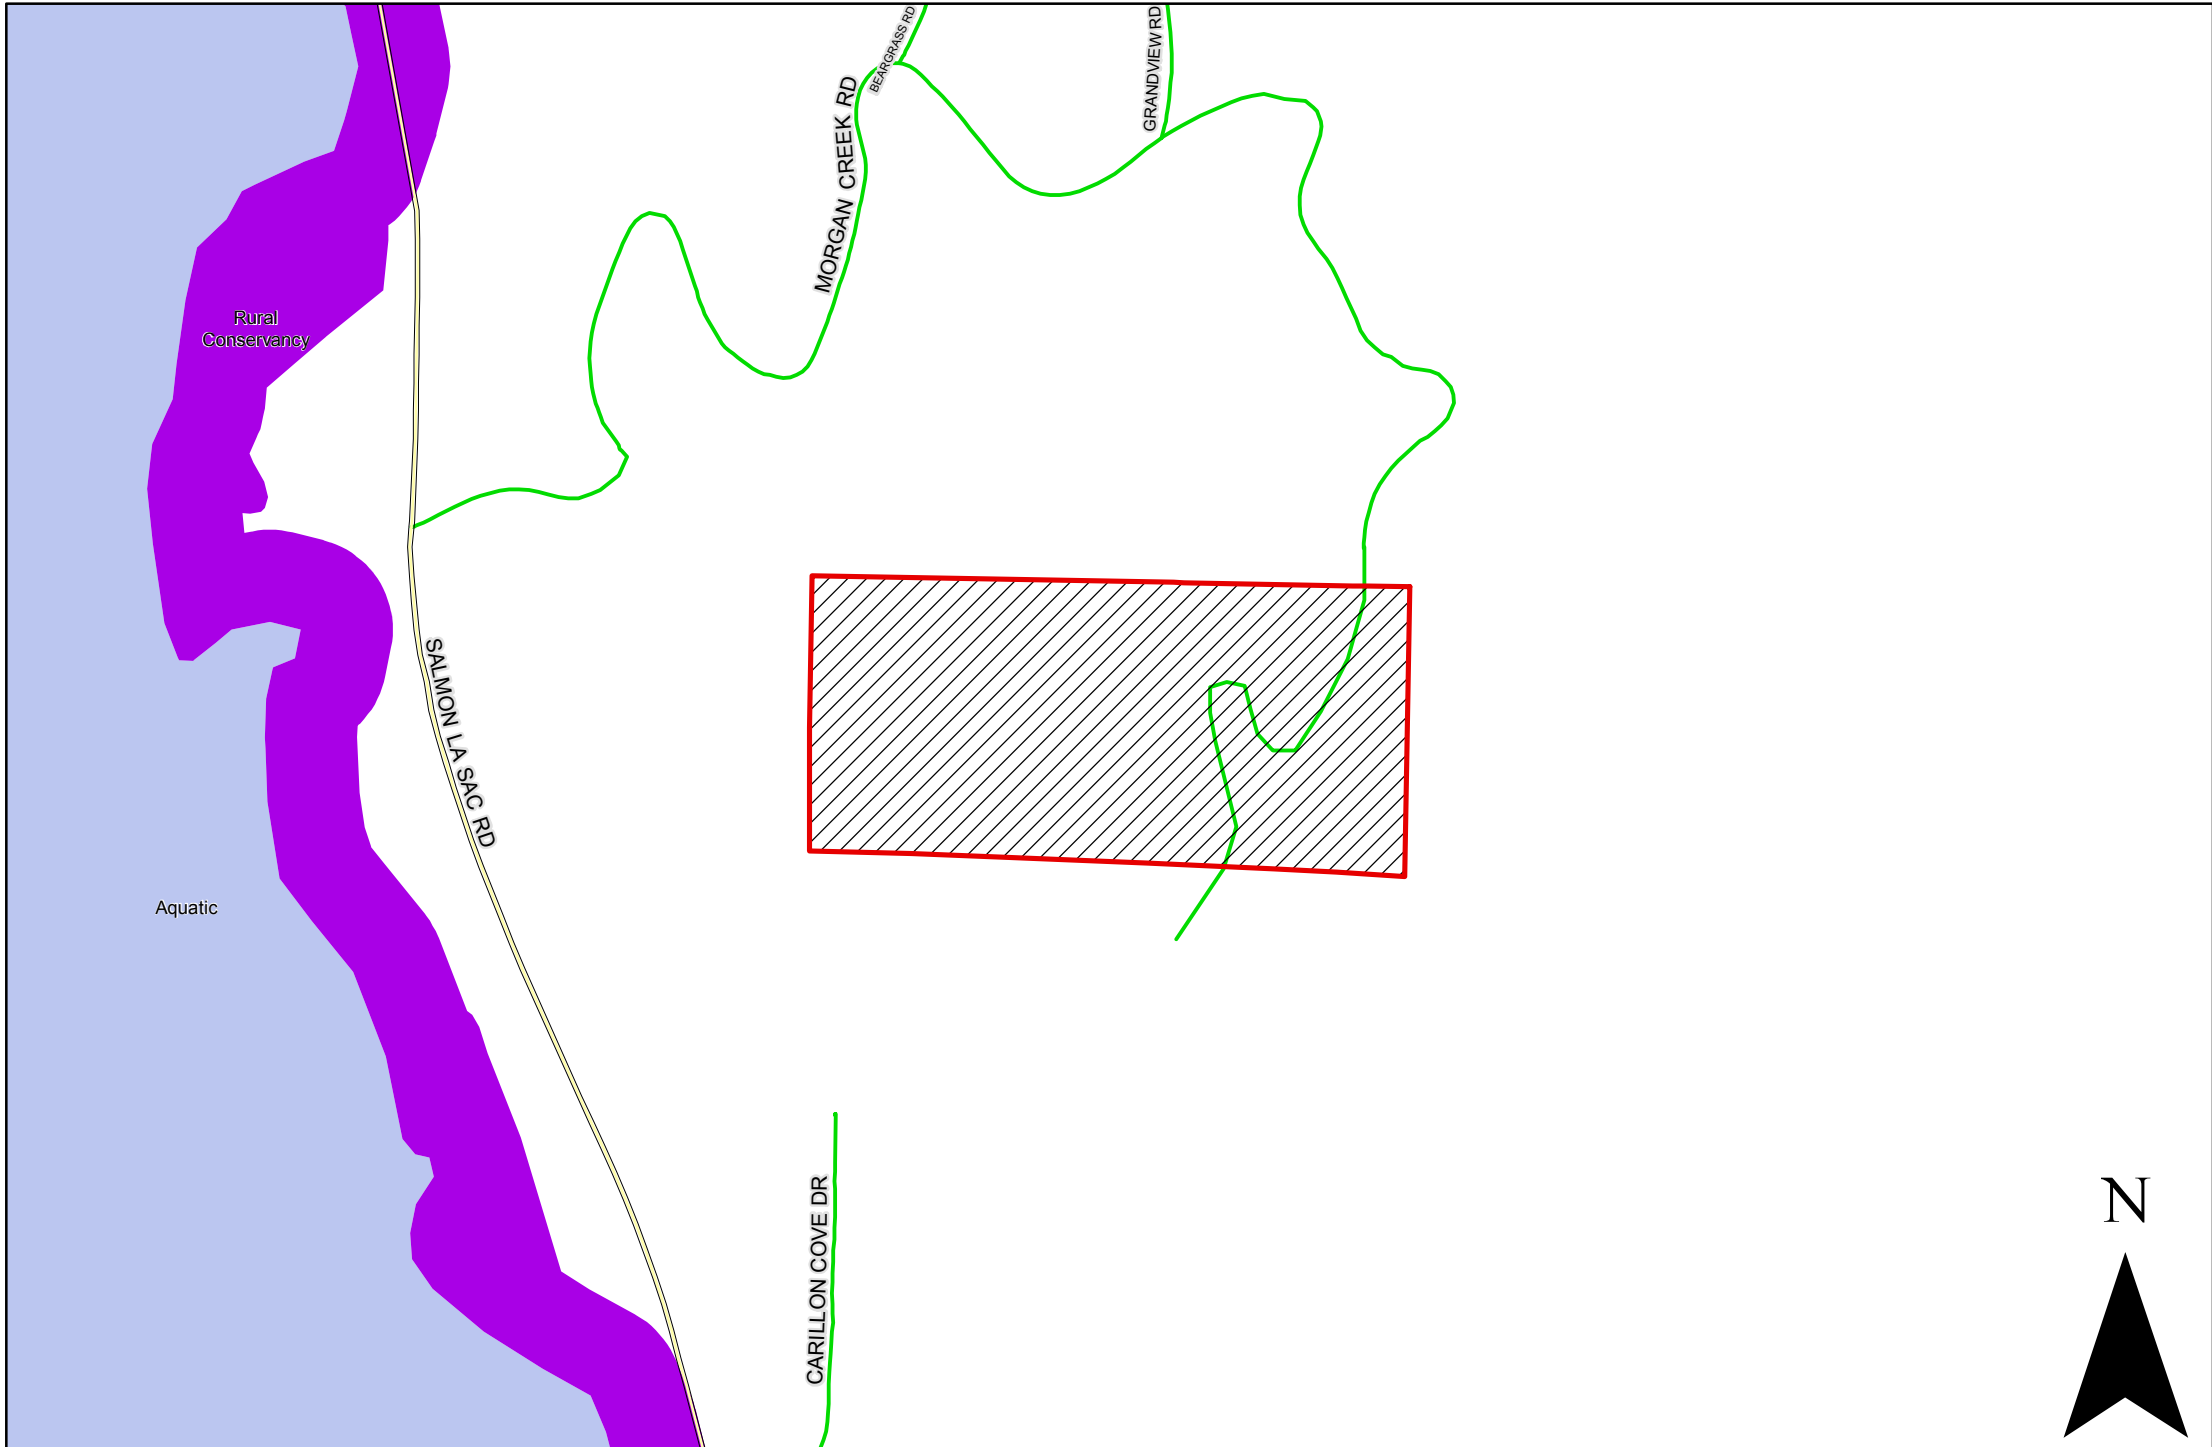 BEARGRASS RD
GRANDVIEW RD
MORGAN CREEK RD
Rural
Conservancy
SALMON LA SAC RD
Aquatic
CARILLON COVE DR
N